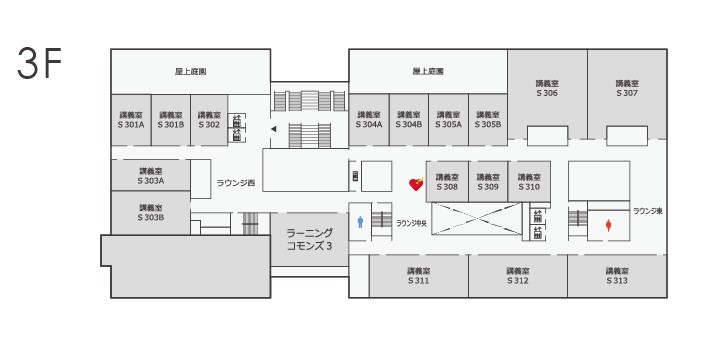 3F
屋上庭園
屋上庭園
講義室
S 306
講義室
S 307
講義室
S 301A
講義室
S 301B
講義室
S 302
講義室
S 304A
講義室
S 304B
講義室
S 305A
講義室
S 305B
講義室
S 303A
ラウンジ西
講義室
S 308
講義室
S 309
講義室
S 310
講義室
S 303B
ラウンジ中央
ラウンジ東
ラーニング
コモンズ 3
講義室
S 311
講義室
S 312
講義室
S 313